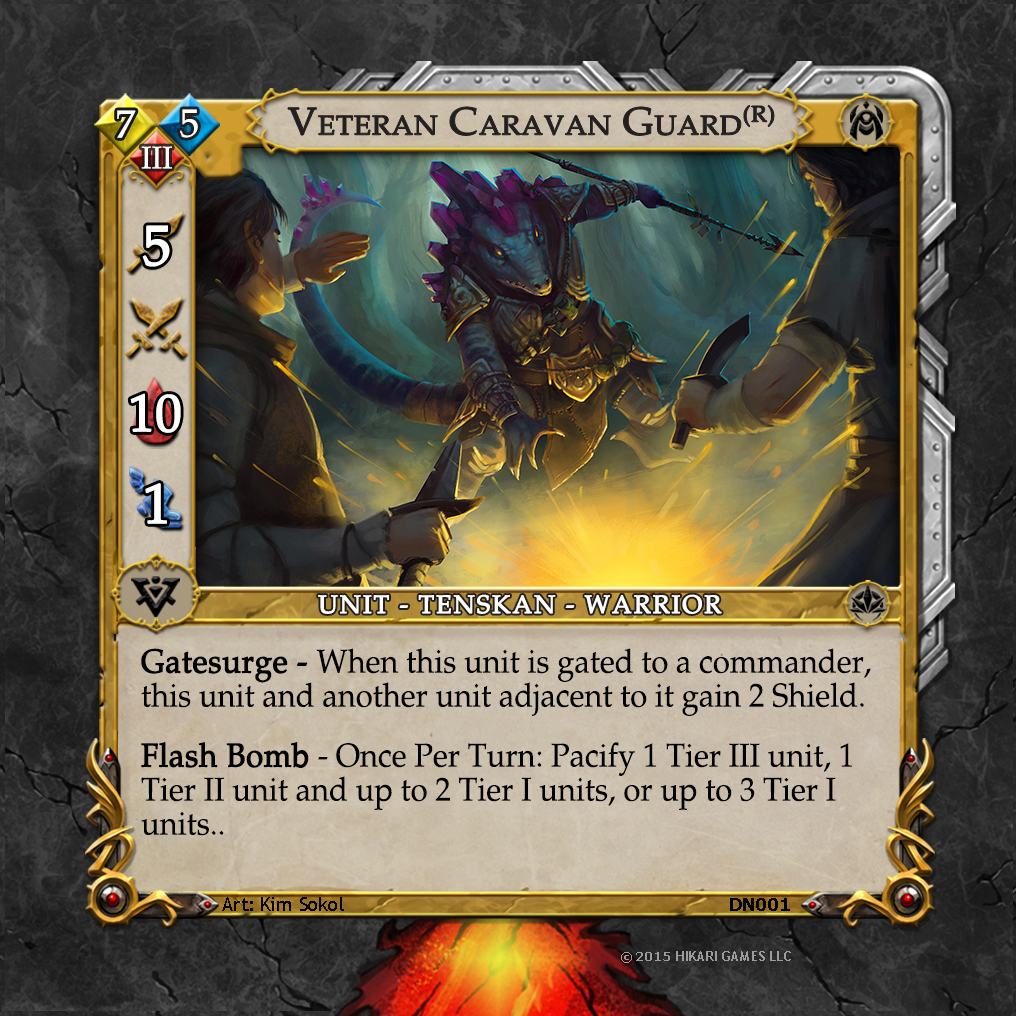 Veteran Caravan Guard(R)
7 5
III
5
10
1
UNIT - TENSKAN - WARRIOR
Gatesurge - When this unit is gated to a commander,
this unit and another unit adjacent to it gain 2 Shield.
Flash Bomb - Once Per Turn: Pacify 1 Tier III unit, 1
Tier II unit and up to 2 Tier I units, or up to 3 Tier I
units..
Art: Kim Sokol
DN001
© 2015 HIKARI GAMES LLC